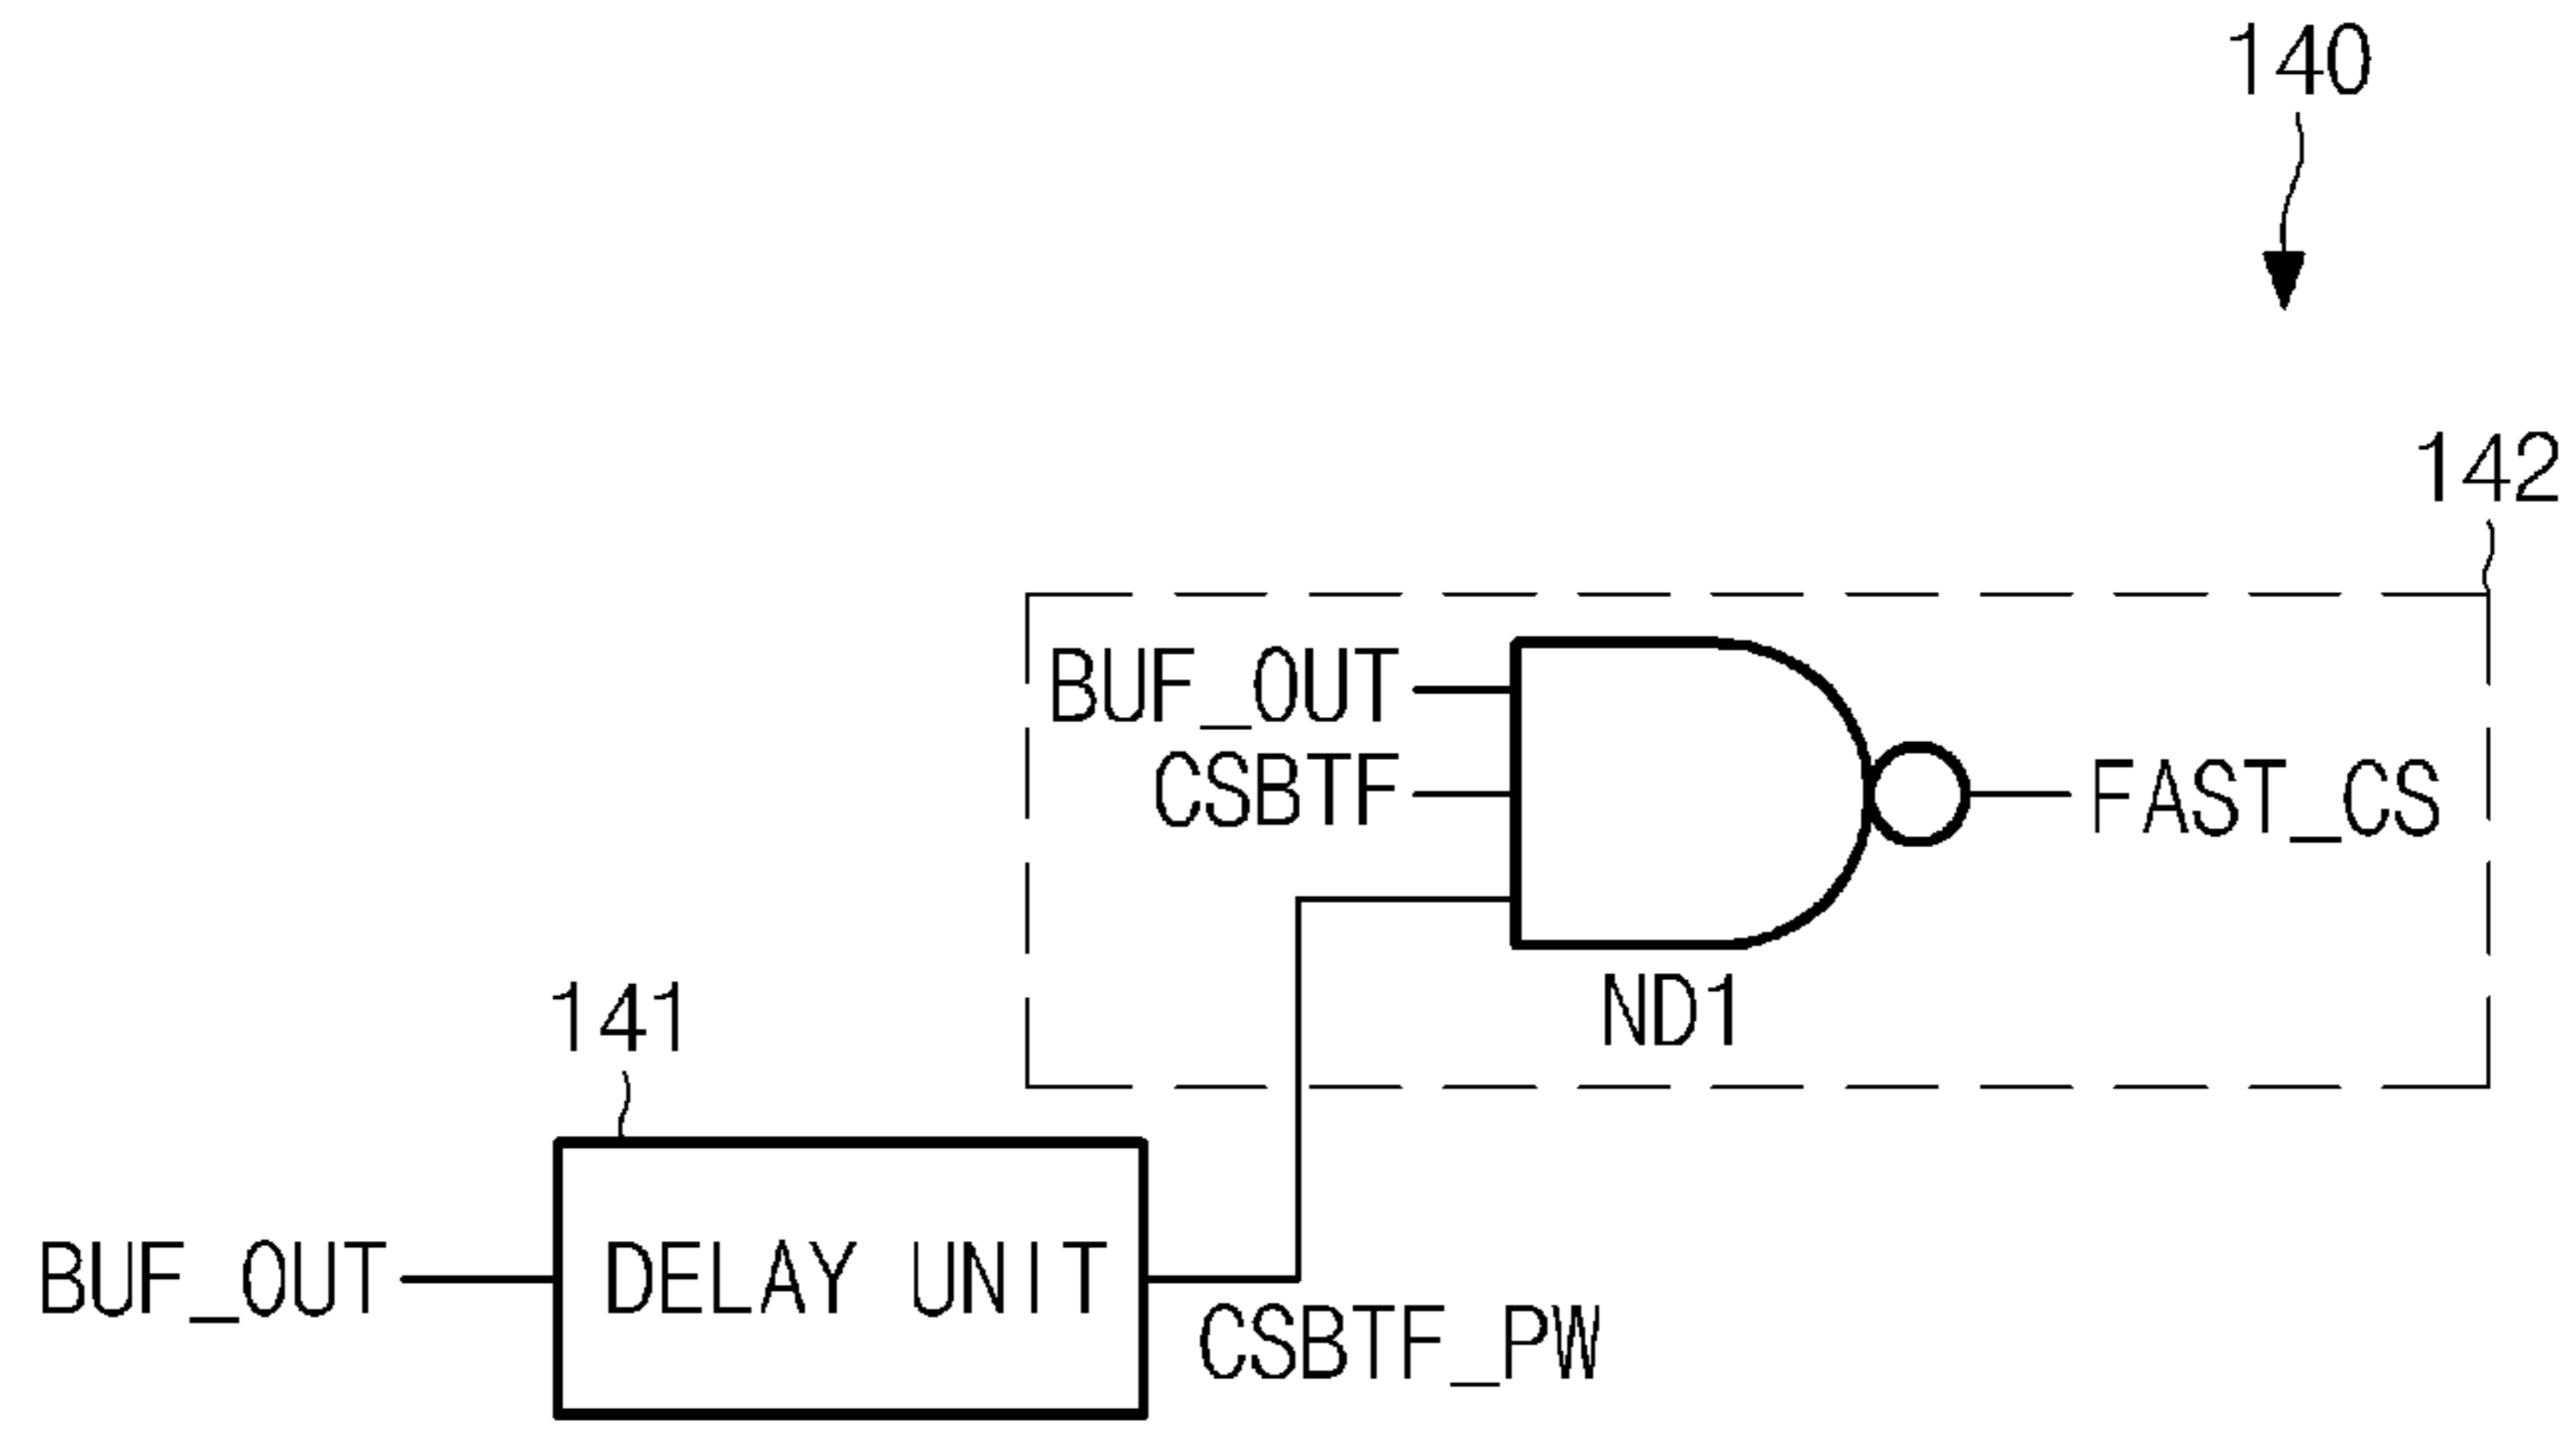 140
142
BUF_OUT
CSBTF
FAST_CS
ND1
141
BUF_OUT
DELAY UNIT
CSBTF_PW